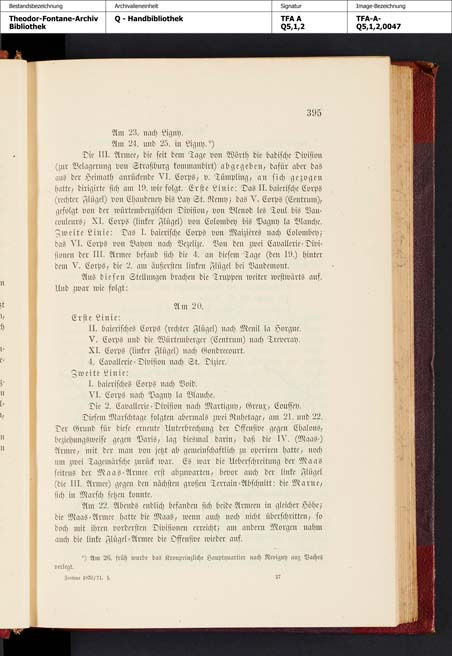 Bestandsbezeichnung
Archivalieneinheit
Signatur
Image-Bezeichnung
Theodor-Fontane-Archiv
Bibliothek
Q - Handbibliothek
TFA A
Q5,1,2
TFA-A-
Q5,1,2,0047
395
Am 23. nach Ligny.
Am 24. und 25. in Ligny.*)
Die III. Armee, die seit dem Tage von Wörth die badische Division
(zur Belagerung von Straßburg kommandirt) abgegeben, dafür aber das
aus der Heimath anrückende VI. Corps, v. Tümpling, an sich gezogen
hatte, dirigirte sich am 19. wie folgt. Erste Linie: Das II. baierische Corps
(rechter Flügel) von Chaudeney bis Lay St. Remy; das V. Corps (Centrum),
gefolgt von der württembergischen Division, von Blenod les Toul bis Vau-
couleurs; XI. Corps (linker Flügel) von Colombey bis Pagny la Blanche.
Zweite Linie: Das I. baierische Corps von Maizières nach Colombey;
das VI. Corps von Bayon nach Vezelize. Von den zwei Cavallerie-Divi-
sionen der III. Armee befand sich die 4. an diesem Tage (den 19.) hinter
dem V. Corps, die 2. am äußersten linken Flügel bei Vaudemont.
Aus diesen Stellungen brachen die Truppen weiter westwärts auf.
Und zwar wie folgt:
Am 20.
Erste Linie:
II. baierisches Corps (rechter Flügel) nach Menil la Horgne.
V. Corps und die Würtemberger (Centrum) nach Treveray.
XI. Corps (linker Flügel) nach Gondrecourt.
4. Cavallerie-Division nach St. Dizier.
Zweite Linie:
I. baierisches Corps nach Void.
VI. Corps nach Pagny la Blanche.
Die 2. Cavallerie-Division nach Martigny, Greux, Coussey.
Diesem Marschtage folgten abermals zwei Ruhetage, am 21. und 22.
Der Grund für diese erneute Unterbrechung der Offensive gegen Chalons,
beziehungsweise gegen Paris, lag diesmal darin, daß die IV. (Maas-)
Armee, mit der man von jetzt ab gemeinschaftlich zu operiren hatte, noch
um zwei Tagemärsche zurück war. Es war die Ueberschreitung der Maas
seitens der Maas-Armee erst abzuwarten, bevor auch der linke Flügel
(die III. Armee) gegen den nächsten großen Terrain-Abschnitt: die Marne,
sich in Marsch setzen konnte.
Am 22. Abends endlich befanden sich beide Armeen in gleicher Höhe;
die Maas-Armee hatte die Maas, wenn auch noch nicht überschritten, so
doch mit ihren vordersten Divisionen erreicht; am andern Morgen nahm
auch die linke Flügel-Armee die Offensive wieder auf.
*) Am 26. früh wurde das Kronprinzliche Hauptquartier nach Revigny aux Vaches
verlegt.
Fontane 1870/71. I.
27